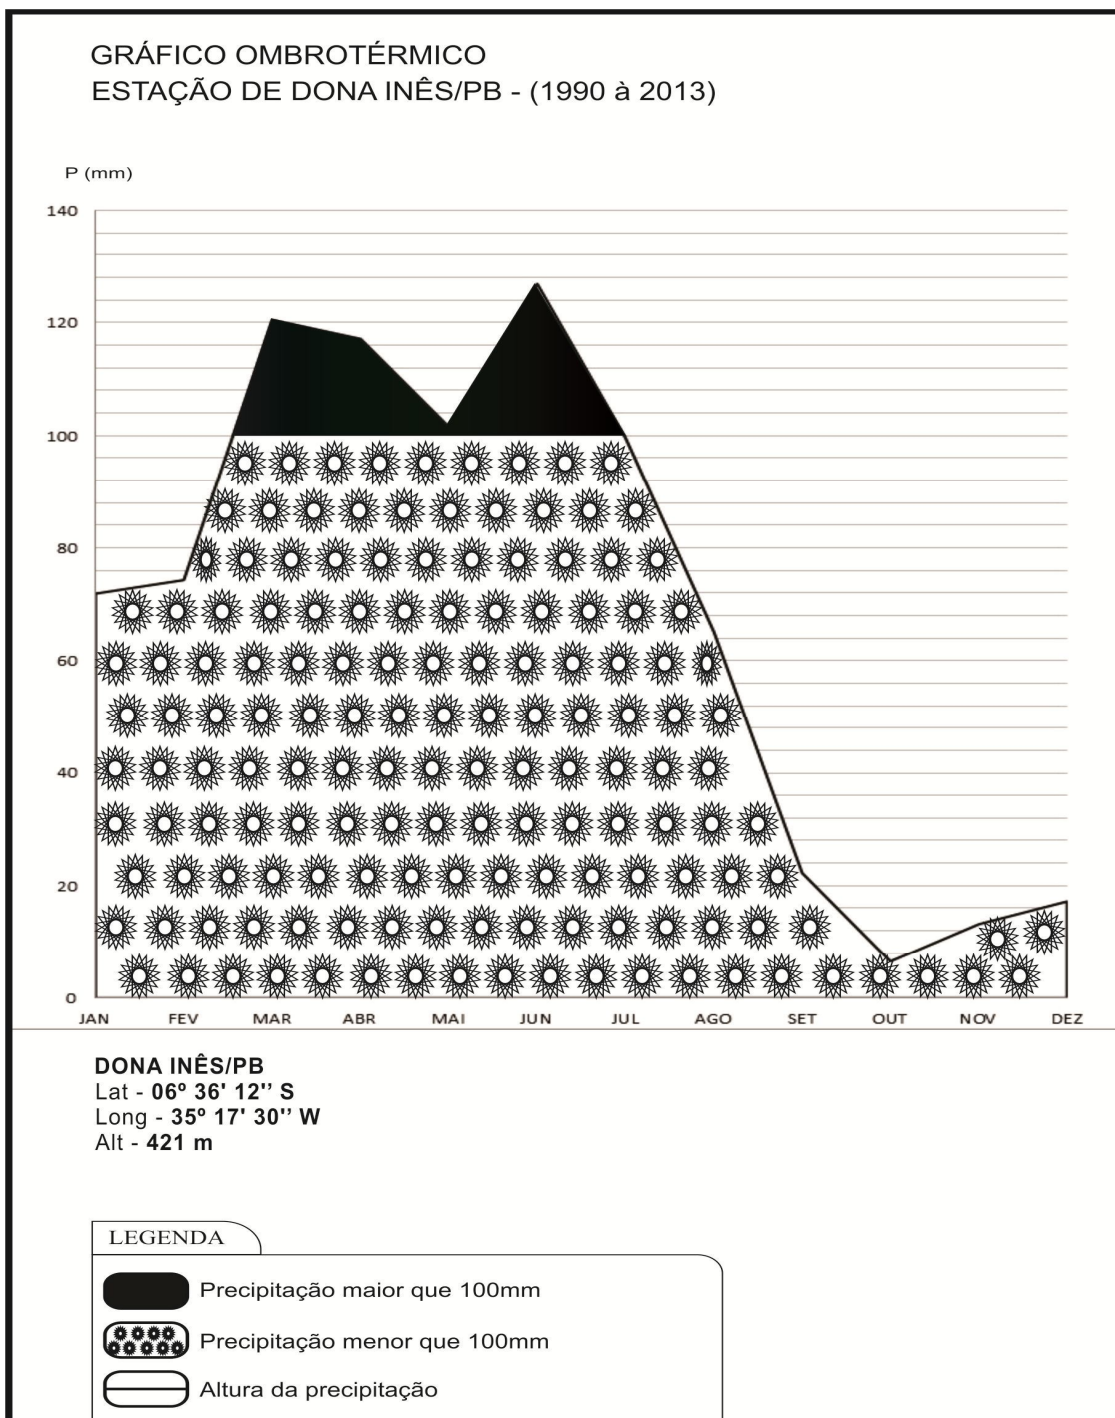 GRÁFICO OMBROTÉRMICO
ESTAÇÃO DE DONA INÊS/PB - (1990 à 2013)
P (mm)
140
120
100
80
60
40
20
0
JAN FEV MAR ABR MAI JUN JUL AGO SET OUT NOV DEZ
DONA INÊS/PB
Lat - 06º 36' 12'' S
Long - 35º 17' 30'' W
Alt - 421 m
LEGENDA
Precipitação maior que 100mm
Precipitação menor que 100mm
Altura da precipitação